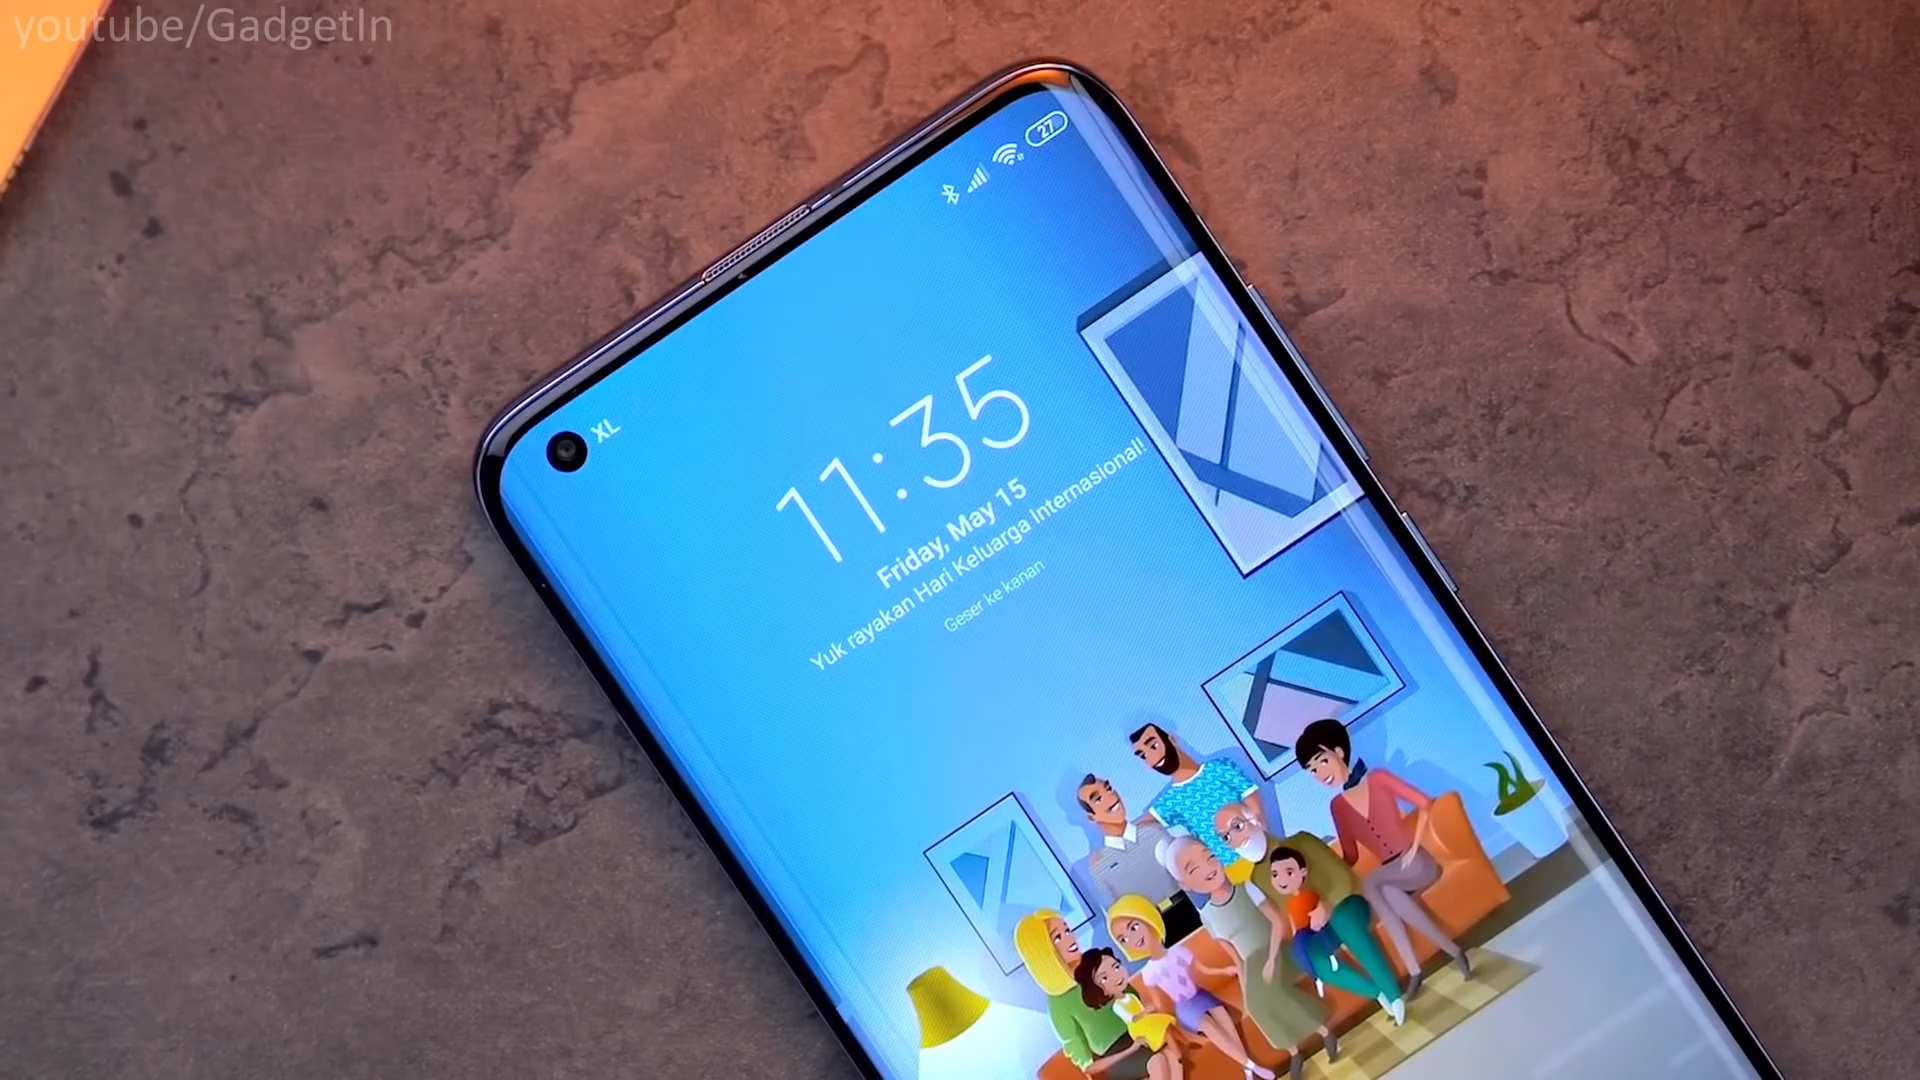 youtube/GadgetIn
27
XL
11:35
Friday, May 15
Yuk rayakan Hari Keluarga Internasional!
Geser ke kanan